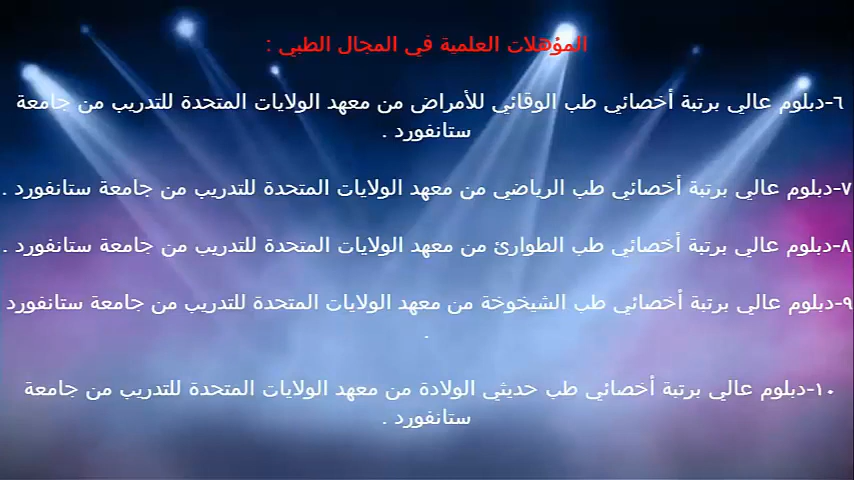 المؤهلات العلمية في المجال الطبي :
٦-دبلوم عالي برتبة أخصائي طب الوقائي للأمراض من معهد الولايات المتحدة للتدريب من جامعة
ستانفورد .
٧-دبلوم عالي برتبة أخصائي طب الرياضي من معهد الولايات المتحدة للتدريب من جامعة ستانفورد .
٨-دبلوم عالي برتبة أخصائي طب الطوارئ من معهد الولايات المتحدة للتدريب من جامعة ستانفورد .
٩-دبلوم عالي برتبة أخصائي طب الشيخوخة من معهد الولايات المتحدة للتدريب من جامعة ستانفورد
.
١٠-دبلوم عالي برتبة أخصائي طب حديثي الولادة من معهد الولايات المتحدة للتدريب من جامعة
ستانفورد .